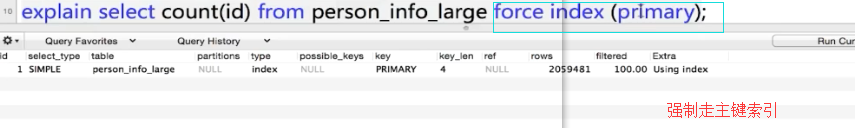 10 explain select count(id) from person_info_large force index (primary);
Query Favorites Query History Run Cur
id select_type table partitions type possible_keys key key_len ref rows filtered Extra
1 SIMPLE person_info_large NULL index NULL PRIMARY 4 NULL 2059481 100.00 Using index
强制走主键索引